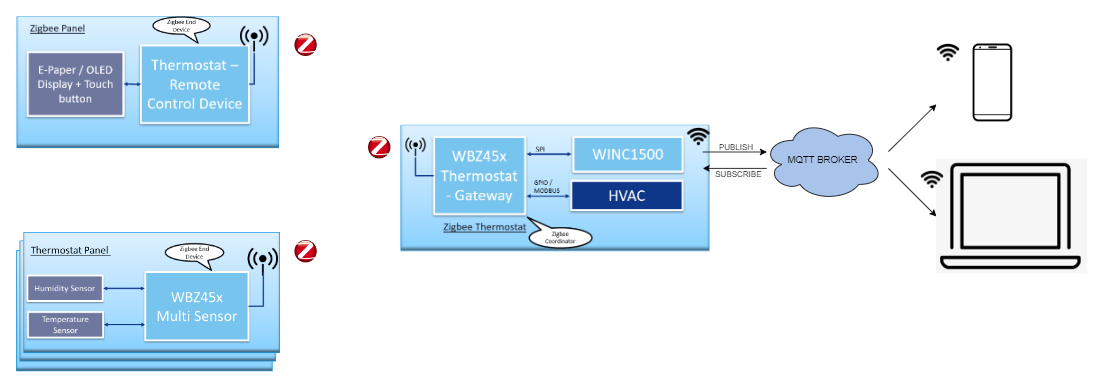 Zigbee Panel
Zigbee End
Device
E-Paper / OLED
Display + Touch
button
Thermostat –
Remote
Control Device
WBZ45x
Thermostat
- Gateway
SPI
WINC1500
GPIO /
MODBUS
HVAC
Zigbee Thermostat
Zigbee
Coordinator
PUBLISH
SUBSCRIBE
MQTT BROKER
Thermostat Panel
Zigbee End
Device
Humidity Sensor
Temperature
Sensor
WBZ45x
Multi Sensor